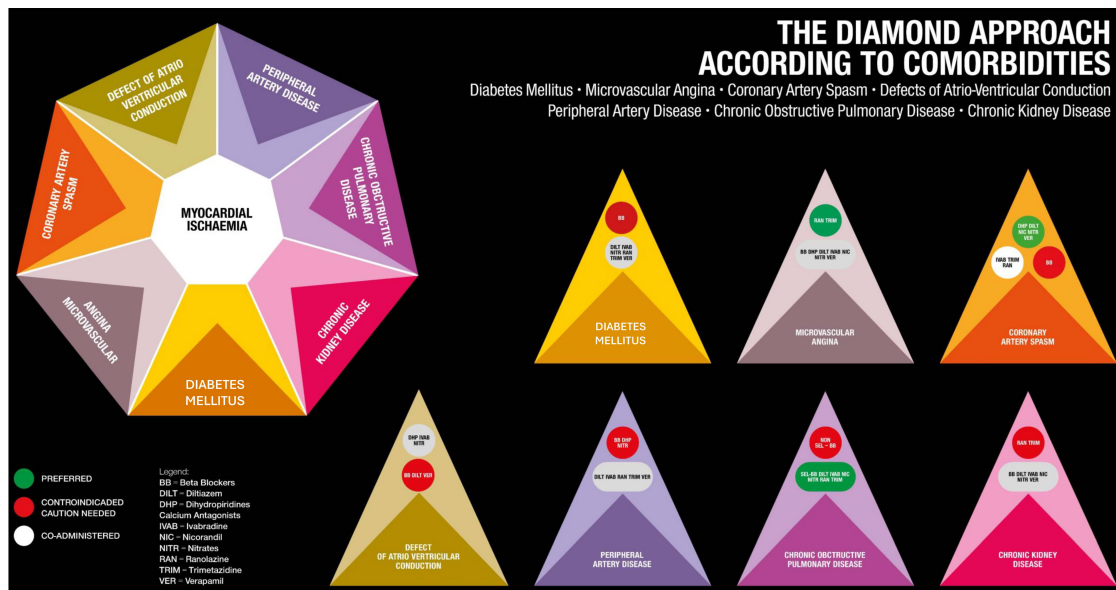 THE DIAMOND APPROACH
ACCORDING TO COMORBIDITIES
Diabetes Mellitus • Microvascular Angina • Coronary Artery Spasm • Defects of Atrio-Ventricular Conduction
Peripheral Artery Disease • Chronic Obstructive Pulmonary Disease • Chronic Kidney Disease
DEFECT OF ATRIO
VERTRICULAR
CONDUCTION
PERIPHERAL
ARTERY DISEASE
CHRONIC OBCTRUCTIVE
PULMONARY
DISEASE
CORONARY ARTERY
SPASM
MYOCARDIAL
ISCHAEMIA
ANGINA
MICROVASCULAR
CHRONIC
KIDNEY DISEASE
DIABETES
MELLITUS
BB
DILT IVAB
NITR RAN
TRIM VER
DIABETES
MELLITUS
RAN TRIM
BB DHP DILT IVAB NIC
NITR VER
MICROVASCULAR
ANGINA
DHP DILT
NIC NITR
VER
IVAB TRIM
RAN
BB
CORONARY
ARTERY SPASM
DHP IVAB
NITR
BB DILT VER
DEFECT
OF ATRIO VERTRICULAR
CONDUCTION
BB DHP
NITR
DILT IVAB RAN TRIM VER
PERIPHERAL
ARTERY DISEASE
NON
SEL – BB
SEL-BB DILT IVAB NIC
NITR RAN TRIM
CHRONIC OBCTRUCTIVE
PULMONARY DISEASE
RAN TRIM
BB DILT IVAB NIC
NITR VER
CHRONIC KIDNEY
DISEASE
PREFERRED
CONTROINDICADED
CAUTION NEEDED
CO-ADMINISTERED
Legend:
BB = Beta Blockers
DILT = Diltiazem
DHP = Dihydropiridines
Calcium Antagonists
IVAB = Ivabradine
NIC = Nicorandil
NITR = Nitrates
RAN = Ranolazine
TRIM = Trimetazidine
VER = Verapamil